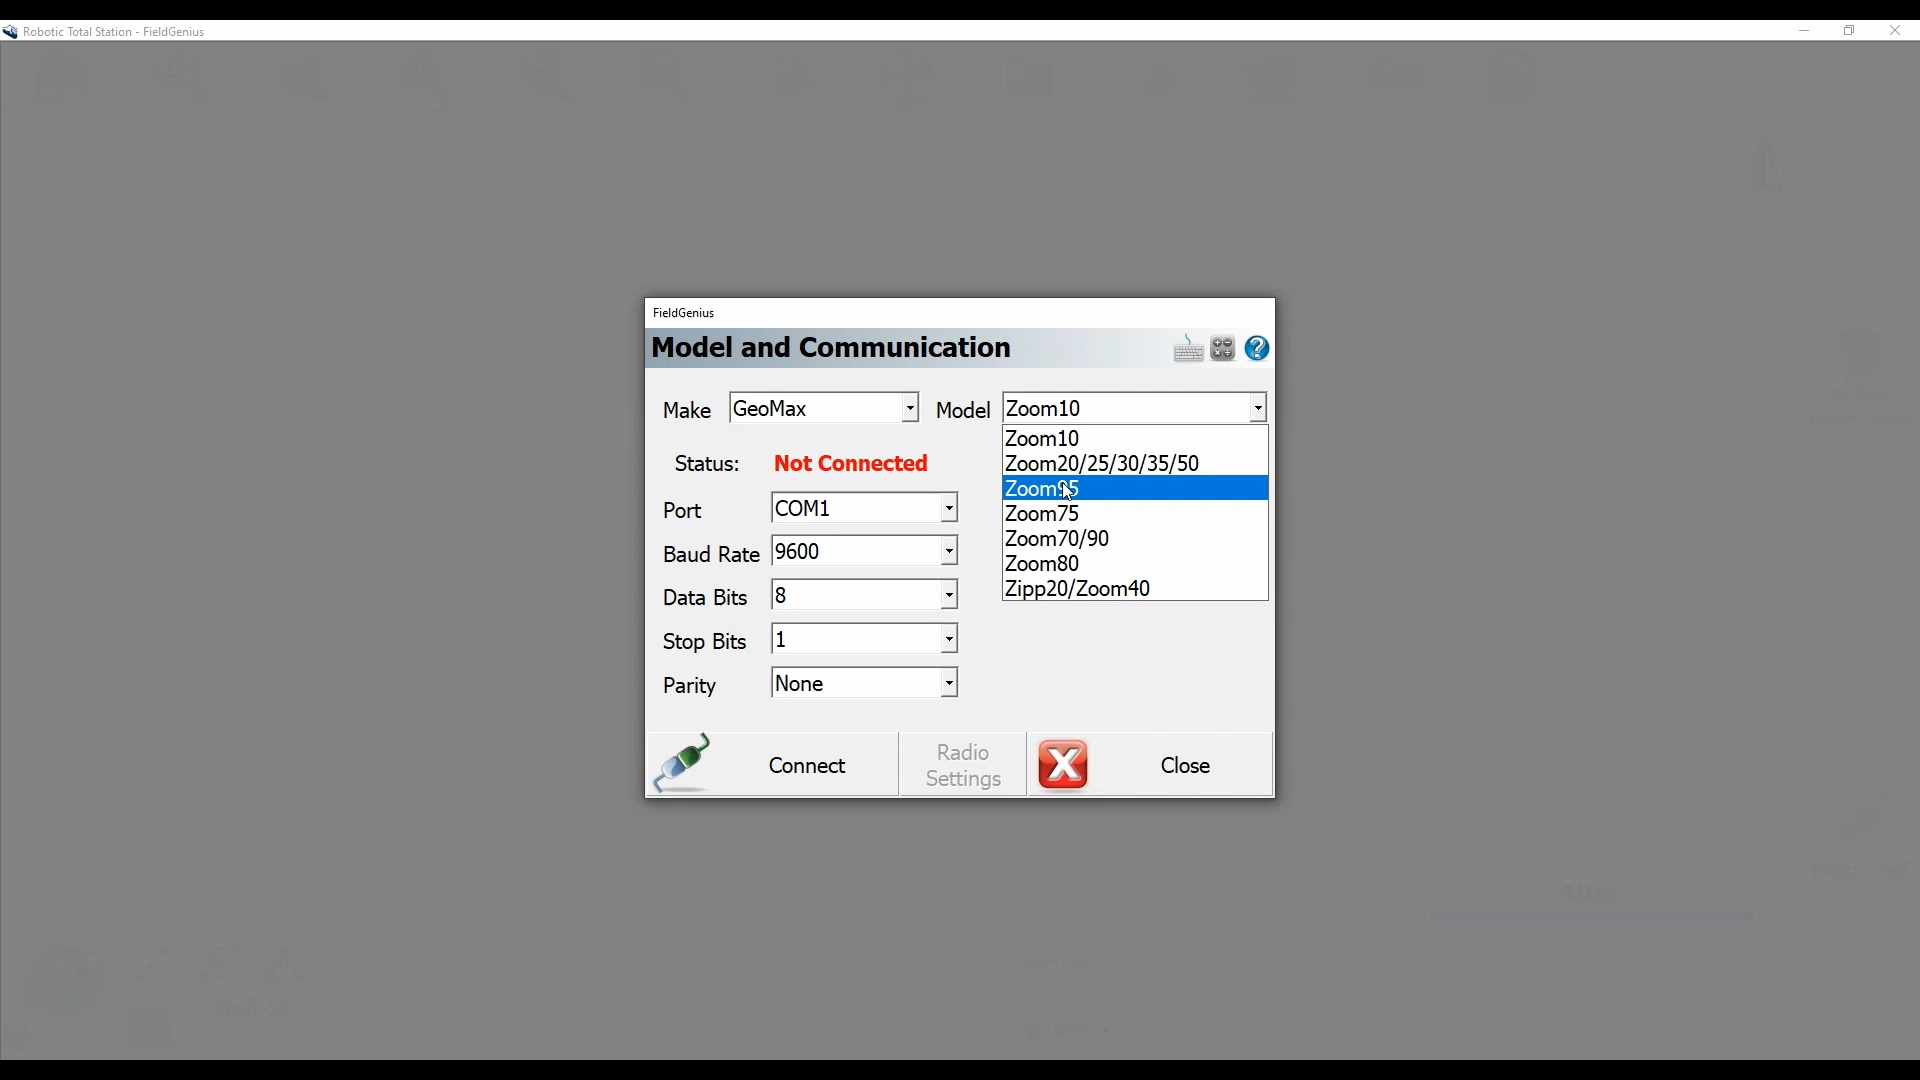 Robotic Total Station - FieldGenius
FieldGenius
Model and Communication
Make GeoMax Model Zoom10
Zoom10
Status: Not Connected Zoom20/25/30/35/50
Zoom95
Port COM1 Zoom75
Zoom70/90
Baud Rate 9600
Zoom80
Data Bits 8 Zipp20/Zoom40
Stop Bits 1
Parity None
Connect
Radio
Settings
Close